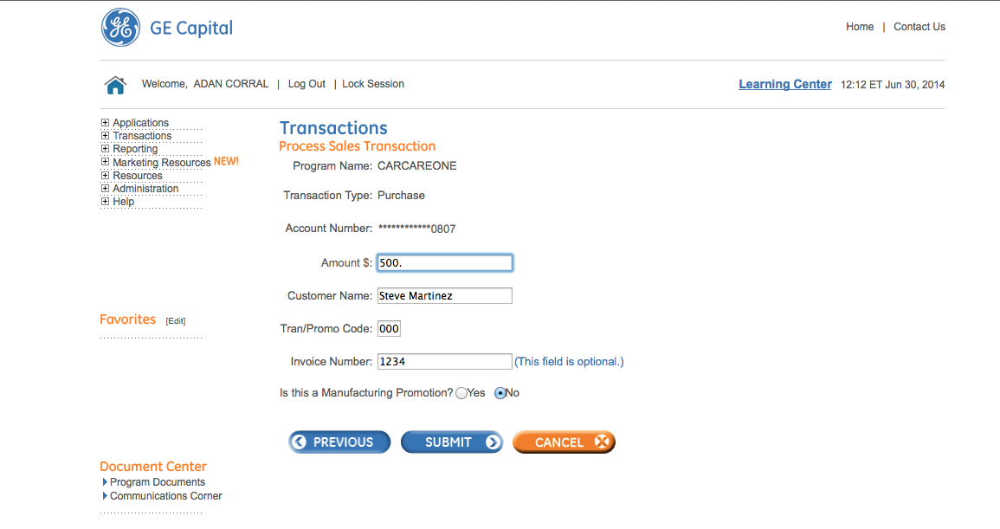 GE Capital
Home | Contact Us
Welcome, ADAN CORRAL | Log Out | Lock Session
Learning Center 12:12 ET Jun 30, 2014
Applications
Transactions
Reporting
Marketing Resources NEW!
Resources
Administration
Help
Favorites [Edit]
Document Center
Program Documents
Communications Corner
Transactions
Process Sales Transaction
Program Name: CARCAREONE
Transaction Type: Purchase
Account Number: ************0807
Amount $: 500.
Customer Name: Steve Martinez
Tran/Promo Code: 000
Invoice Number: 1234 (This field is optional.)
Is this a Manufacturing Promotion? Yes No
PREVIOUS SUBMIT CANCEL